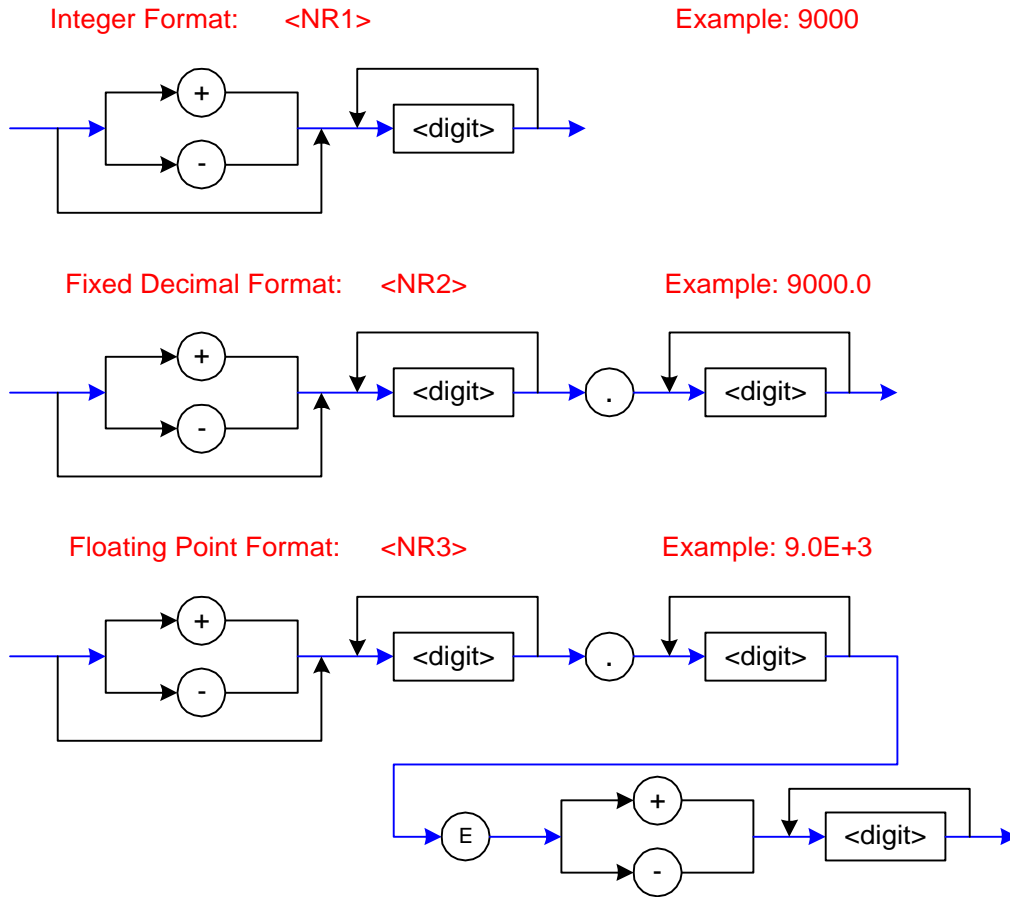 Integer Format: <NR1> Example: 9000
+
<digit>
-
Fixed Decimal Format: <NR2> Example: 9000.0
+
<digit> . <digit>
-
Floating Point Format: <NR3> Example: 9.0E+3
+
<digit> . <digit>
-
+
E <digit>
-